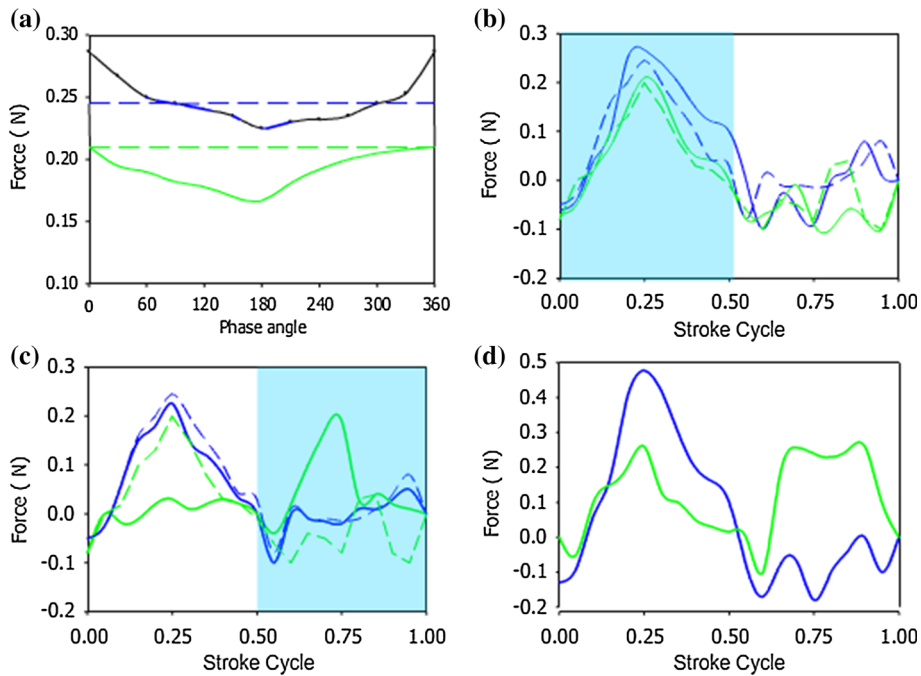 (a)
0.30
0.25
0.20
0.15
0.10
Force ( N)
0 60 120 180 240 300 360
Phase angle
(b)
0.3
0.2
0.1
0.0
-0.1
-0.2
Force ( N)
0.00 0.25 0.50 0.75 1.00
Stroke Cycle
(c)
0.3
0.2
0.1
0.0
-0.1
-0.2
Force ( N)
0.00 0.25 0.50 0.75 1.00
Stroke Cycle
(d)
0.5
0.4
0.3
0.2
0.1
0.0
-0.1
-0.2
Force ( N)
0.00 0.25 0.50 0.75 1.00
Stroke Cycle